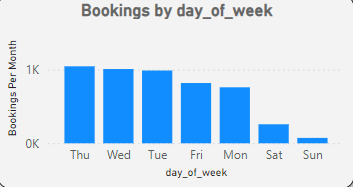 Bookings by day_of_week
Bookings Per Month
1K
0K
Thu Wed Tue Fri Mon Sat Sun
day_of_week